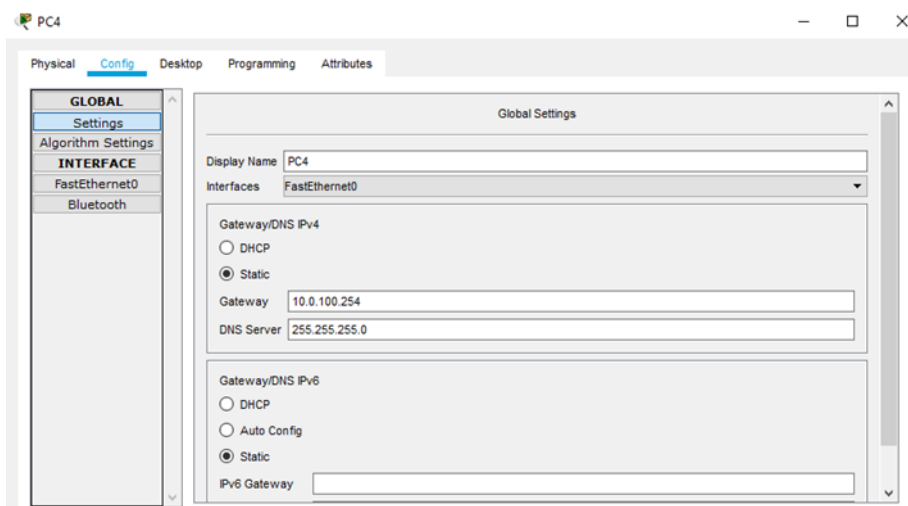 PC4
Physical Config Desktop Programming Attributes
GLOBAL
Settings
Algorithm Settings
INTERFACE
FastEthernet0
Bluetooth
Global Settings
Display Name PC4
Interfaces FastEthernet0
Gateway/DNS IPv4
DHCP
Static
Gateway 10.0.100.254
DNS Server 255.255.255.0
Gateway/DNS IPv6
DHCP
Auto Config
Static
IPv6 Gateway